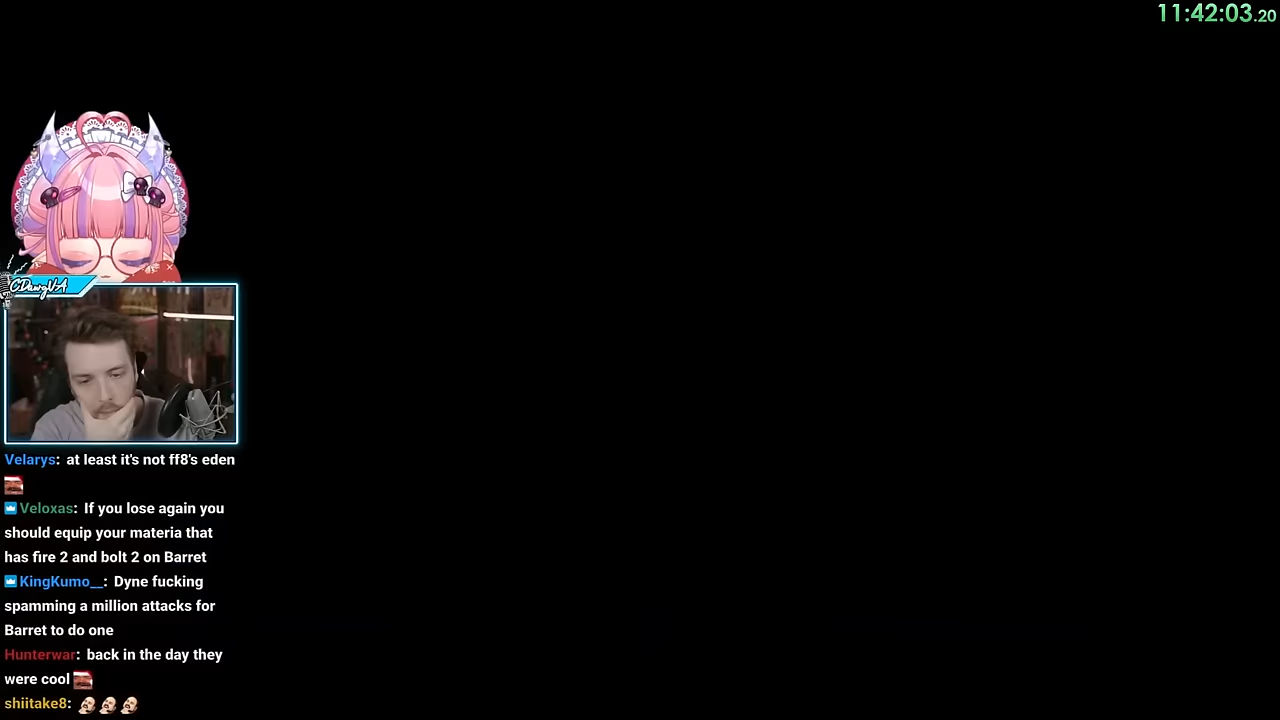 11:42:03.20
CDawgVA
Velarys: at least it's not ff8's eden
Veloxas: If you lose again you
should equip your materia that
has fire 2 and bolt 2 on Barret
KingKumo__: Dyne fucking
spamming a million attacks for
Barret to do one
Hunterwar: back in the day they
were cool
shiitake8: